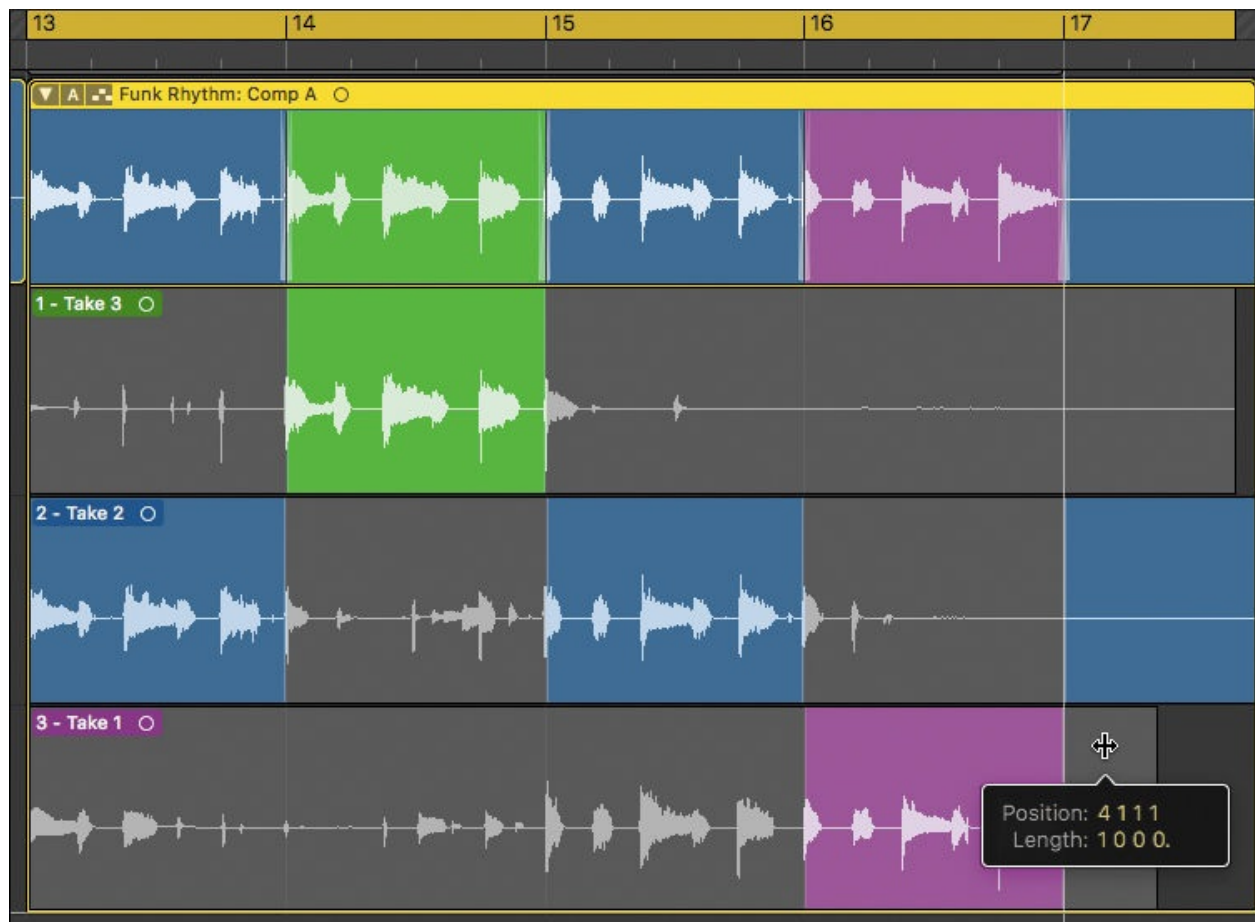 13 14 15 16 17
A Funk Rhythm: Comp A
1 - Take 3
2 - Take 2
3 - Take 1
Position: 4 1 1 1
Length: 1 0 0 0.